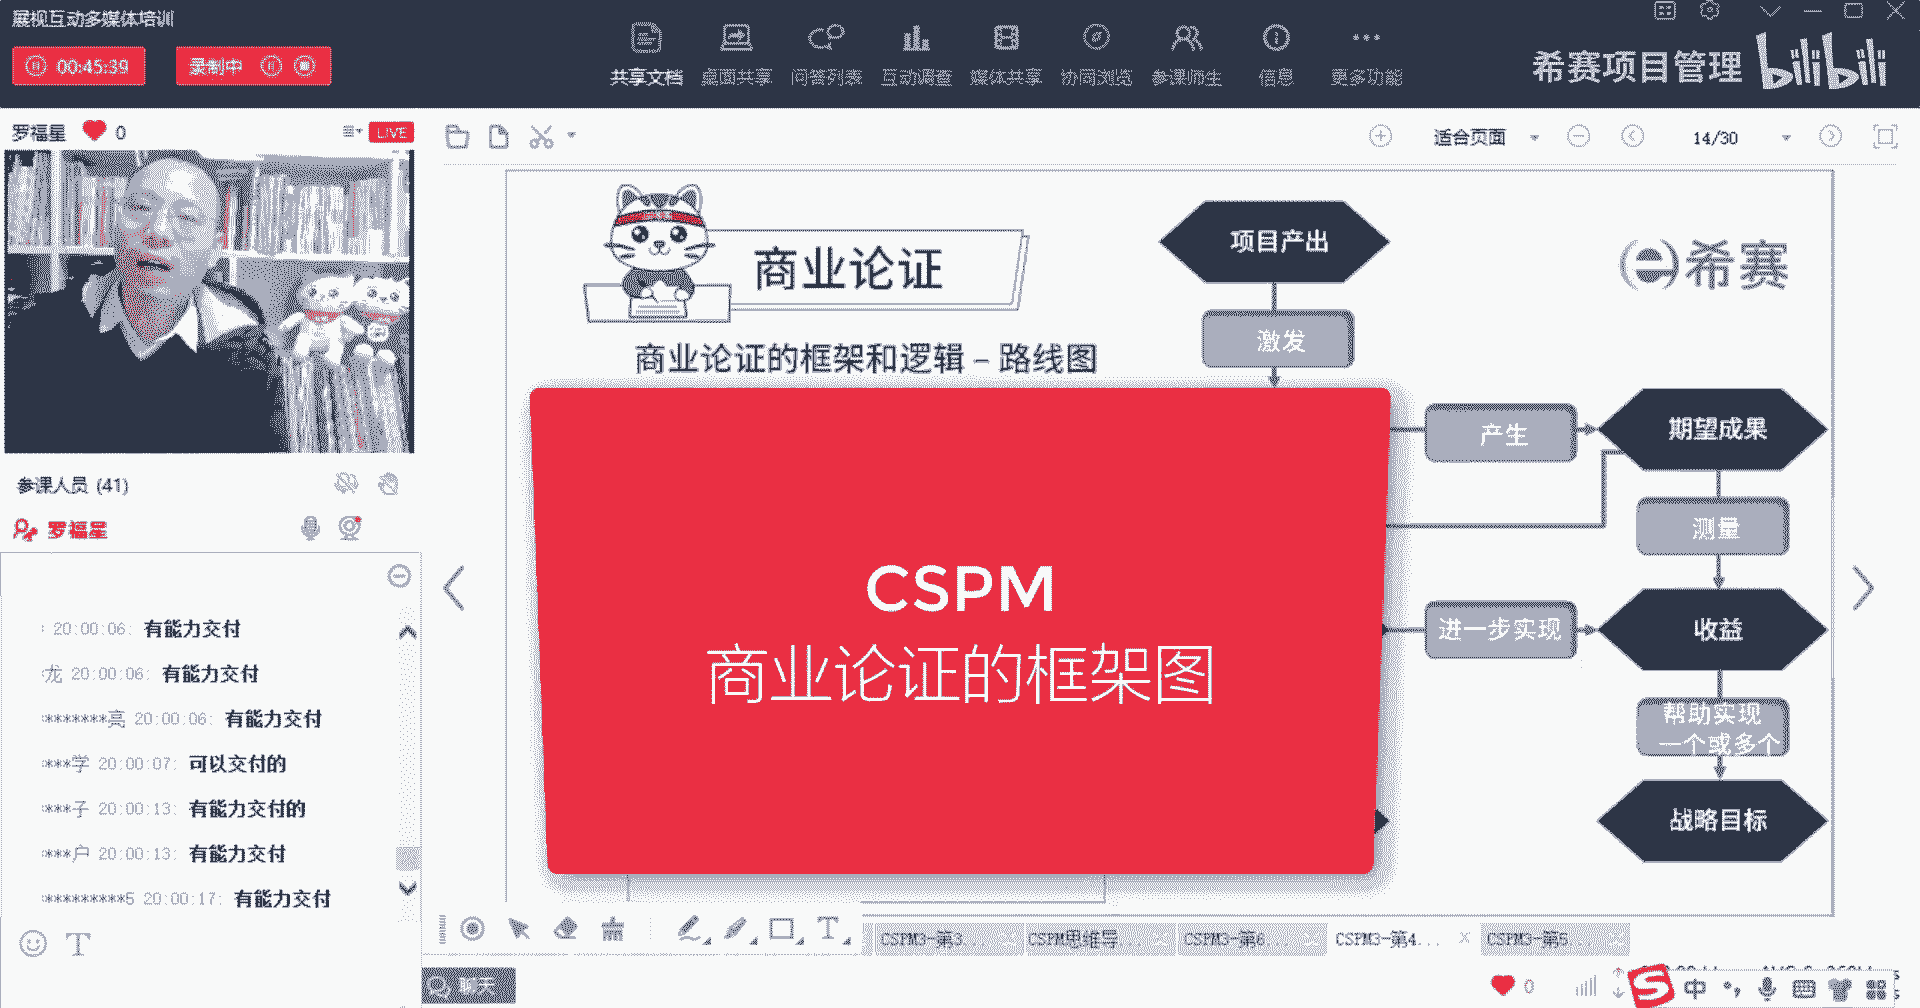 展视互动多媒体培训
00:45:39
录制中
共享文档 桌面共享 问答列表 互动调查 媒体共享 协同浏览 参课师生 信息 更多功能
希赛项目管理 bilibili
罗福星 0 LIVE
适合页面 14/30
参课人员 (41)
罗福星
20:00:06: 有能力交付
龙 20:00:06: 有能力交付
*******亮 20:00:06: 有能力交付
***学 20:00:07: 可以交付的
***子 20:00:13: 有能力交付的
***户 20:00:13: 有能力交付
*********5 20:00:17: 有能力交付
T
聊天
商业论证
希赛
商业论证的框架和逻辑 – 路线图
项目产出
激发
产生
期望成果
测量
进一步实现
收益
帮助实现
一个或多个
战略目标
CSPM
商业论证的框架图
T
CSPM3-第3... CSPM思维导... CSPM3-第6... CSPM3-第4... X CSPM3-第5...
0
S 中